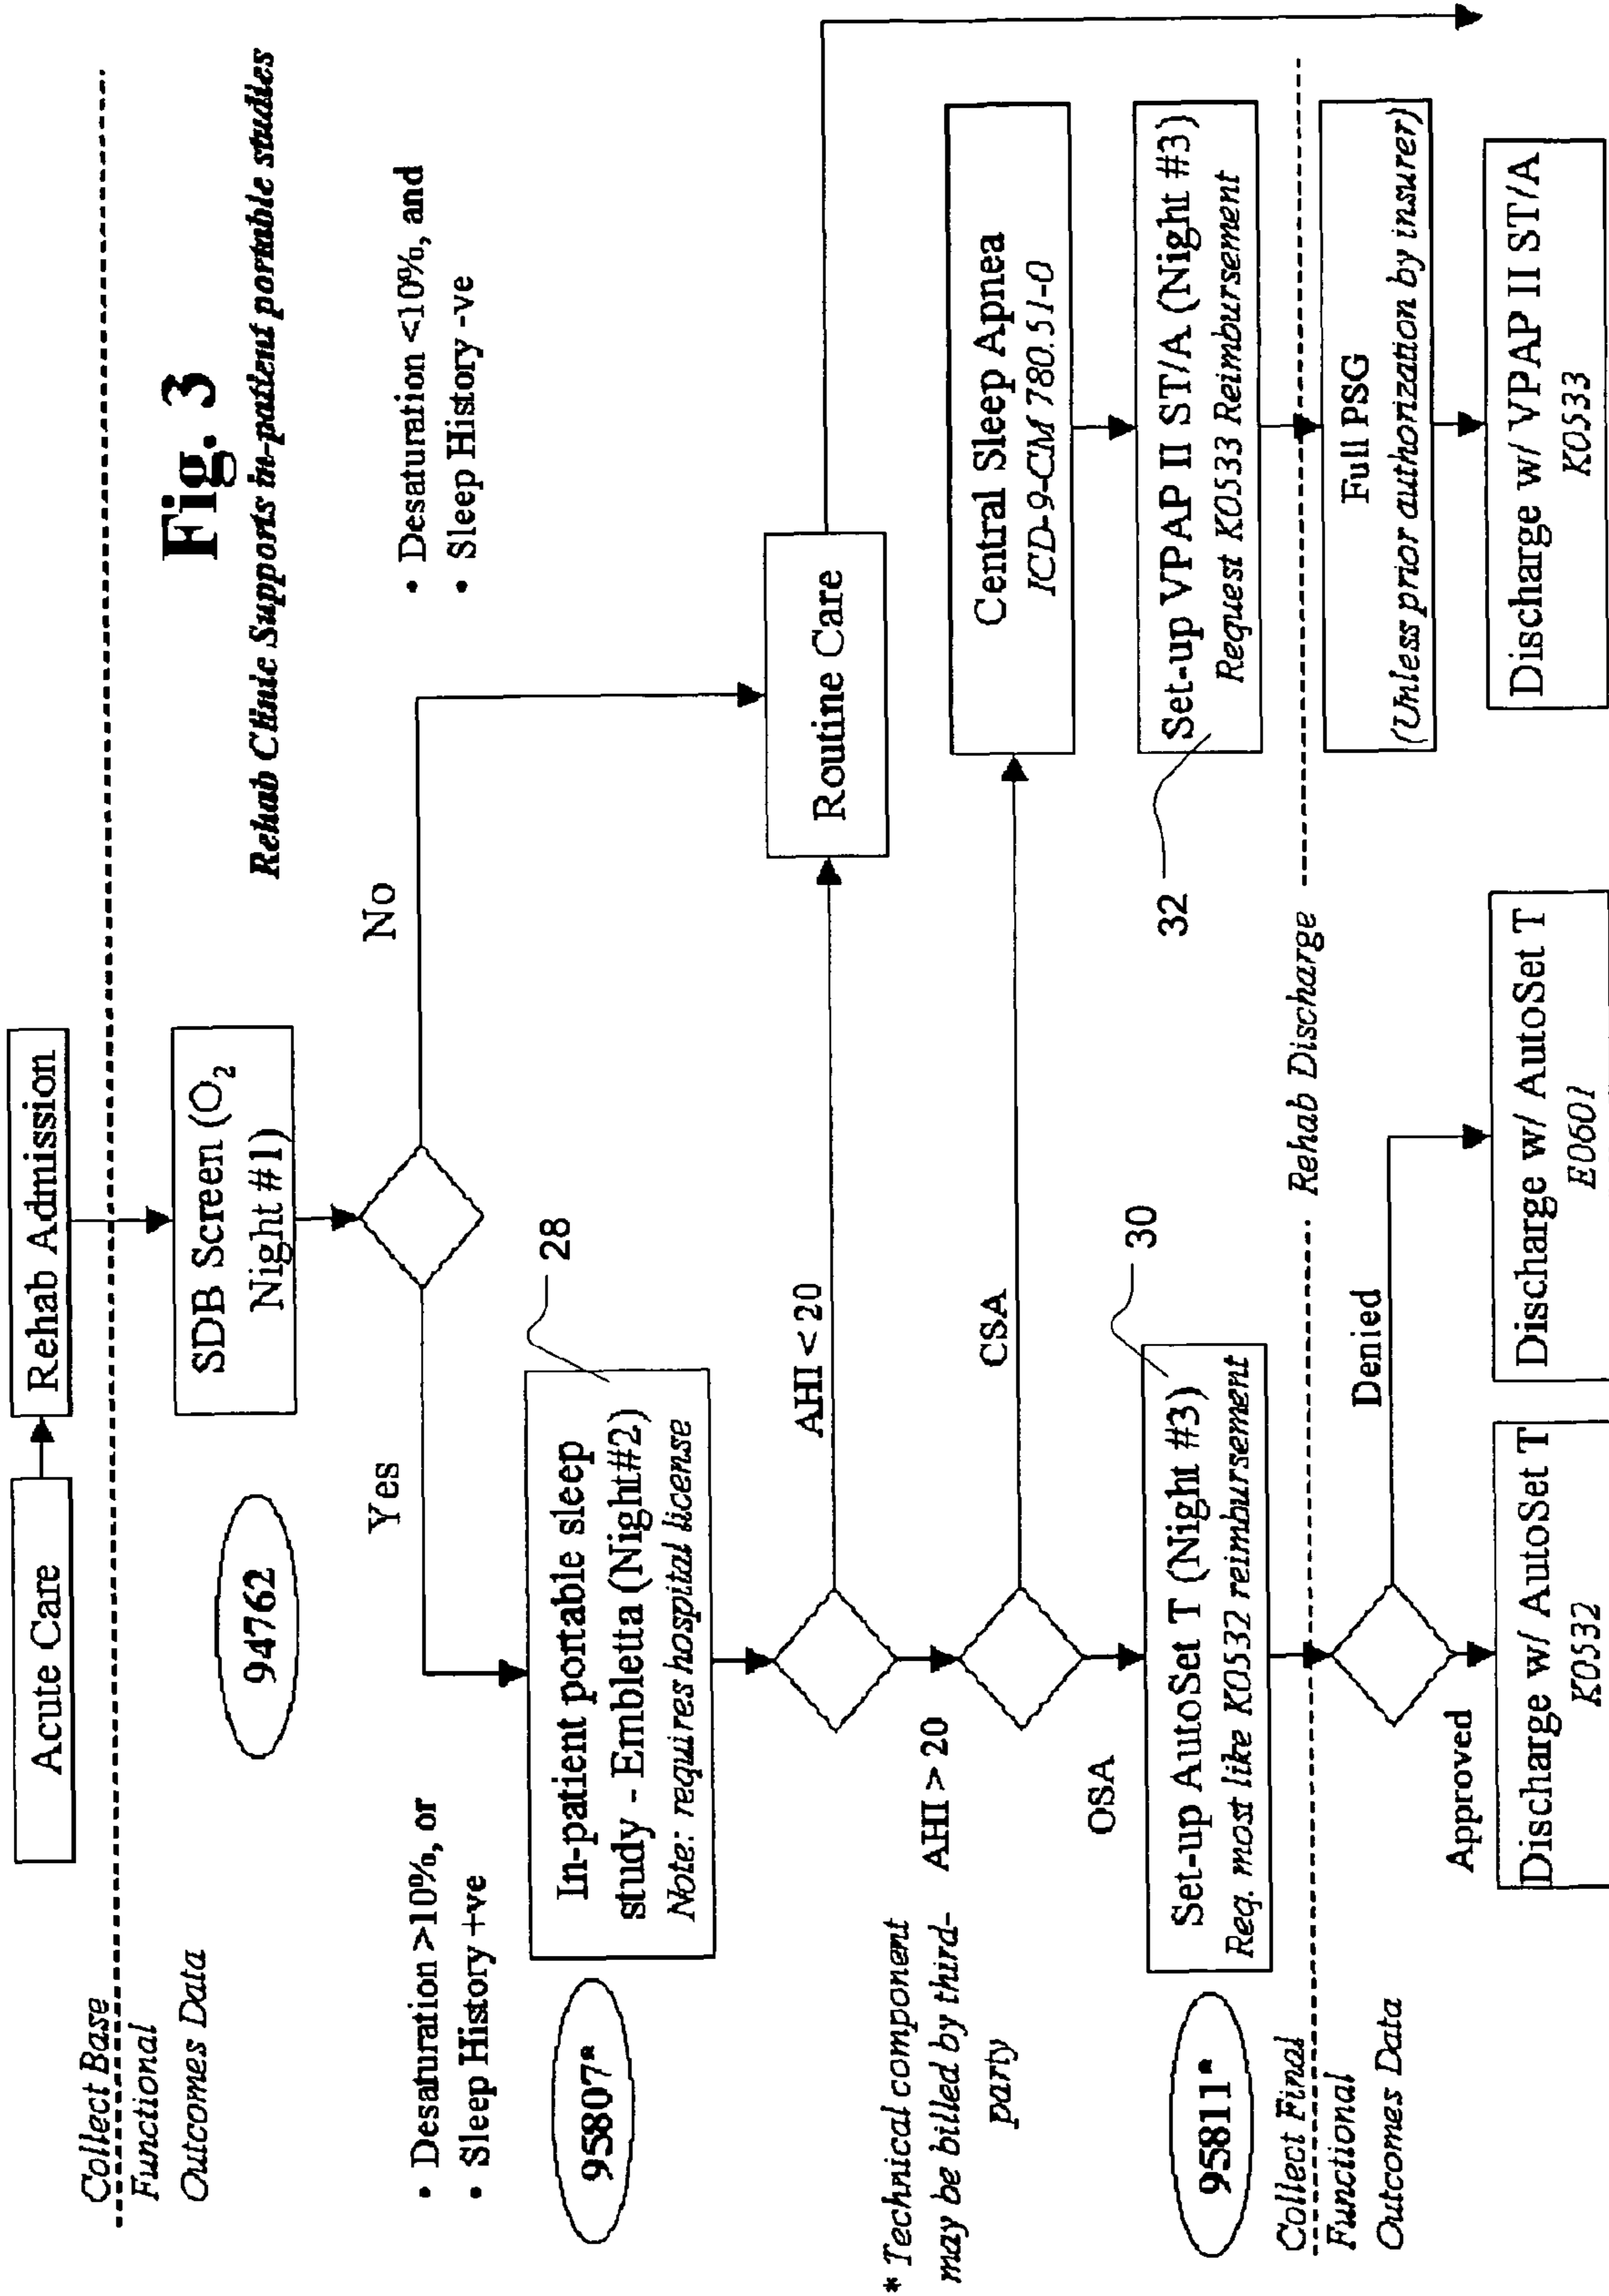 Fig. 3
Rehab Clinic Supports in-patient portable studies
Acute Care
Rehab Admission
Collect Base
Functional
Outcomes Data
94762
SDB Screen (O2
Night #1)
Yes
No
• Desaturation >10%, or
• Sleep History +ve
• Desaturation <10%, and
• Sleep History -ve
95807*
In-patient portable sleep
study - Embletta (Night#2)
Note: requires hospital license
28
Routine Care
AHI < 20
* Technical component
may be billed by third-
party
AHI > 20
CSA
Central Sleep Apnea
ICD-9-CM 780.51-0
OSA
95811*
Set-up AutoSet T (Night #3)
Req. most like K0532 reimbursement
30
32
Set-up VPAP II ST/A (Night #3)
Request K0533 Reimbursement
Collect Final
Functional
Outcomes Data
Rehab Discharge
Full PSG
(Unless prior authorization by insurer)
Denied
Approved
Discharge w/ AutoSet T
K0532
Discharge w/ AutoSet T
E0601
Discharge w/ VPAP II ST/A
K0533